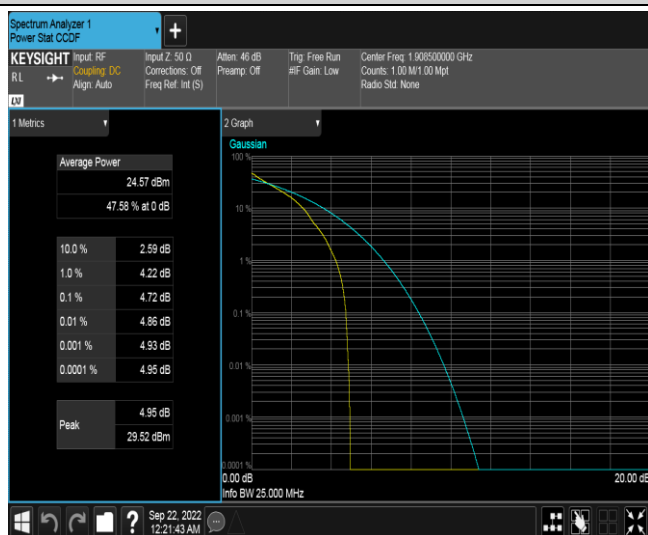 Spectrum Analyzer 1
Power Stat CCDF
KEYSIGHT
RL
LXI
Input: RF
Coupling: DC
Align: Auto
Input Z: 50 Ω
Corrections: Off
Freq Ref: Int (S)
Atten: 46 dB
Preamp: Off
Trig: Free Run
#IF Gain: Low
Center Freq: 1.908500000 GHz
Counts: 1.00 M/1.00 Mpt
Radio Std: None
1 Metrics
Average Power
24.57 dBm
47.58 % at 0 dB
10.0 % 2.59 dB
1.0 % 4.22 dB
0.1 % 4.72 dB
0.01 % 4.86 dB
0.001 % 4.93 dB
0.0001 % 4.95 dB
Peak
4.95 dB
29.52 dBm
2 Graph
Gaussian
100 %
10 %
1 %
0.1 %
0.01 %
0.001 %
0.0001 %
0.00 dB
20.00 dB
Info BW 25.000 MHz
Sep 22, 2022
12:21:43 AM